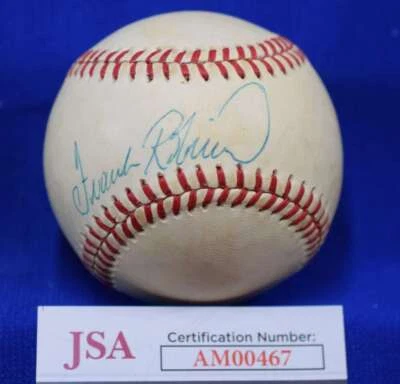 Frank Robinson
JSA
Certification Number:
AM00467